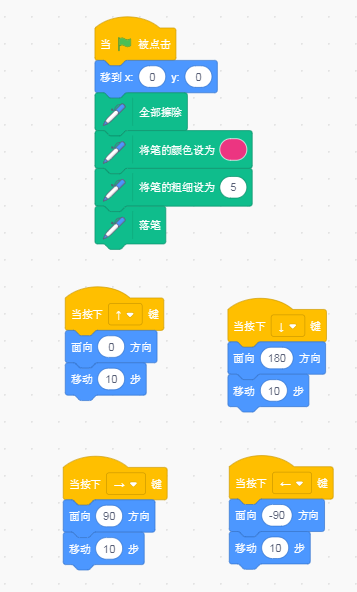 当 被点击
移到 x: 0 y: 0
全部擦除
将笔的颜色设为
将笔的粗细设为 5
落笔
当按下 ↑ 键
面向 0 方向
移动 10 步
当按下 ↓ 键
面向 180 方向
移动 10 步
当按下 → 键
面向 90 方向
移动 10 步
当按下 ← 键
面向 -90 方向
移动 10 步